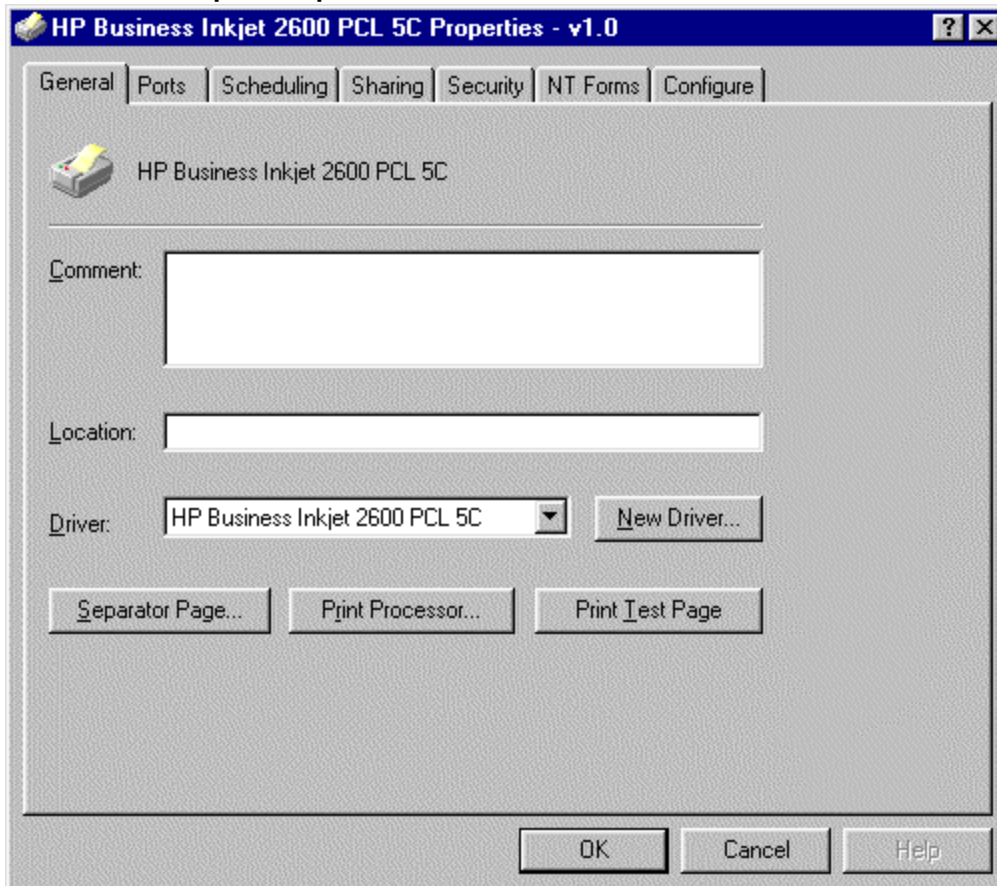 HP Business Inkjet 2600 PCL 5C Properties - v1.0
General Ports Scheduling Sharing Security NT Forms Configure
HP Business Inkjet 2600 PCL 5C
Comment:
Location:
Driver: HP Business Inkjet 2600 PCL 5C New Driver...
Separator Page... Print Processor... Print Test Page
OK Cancel Help